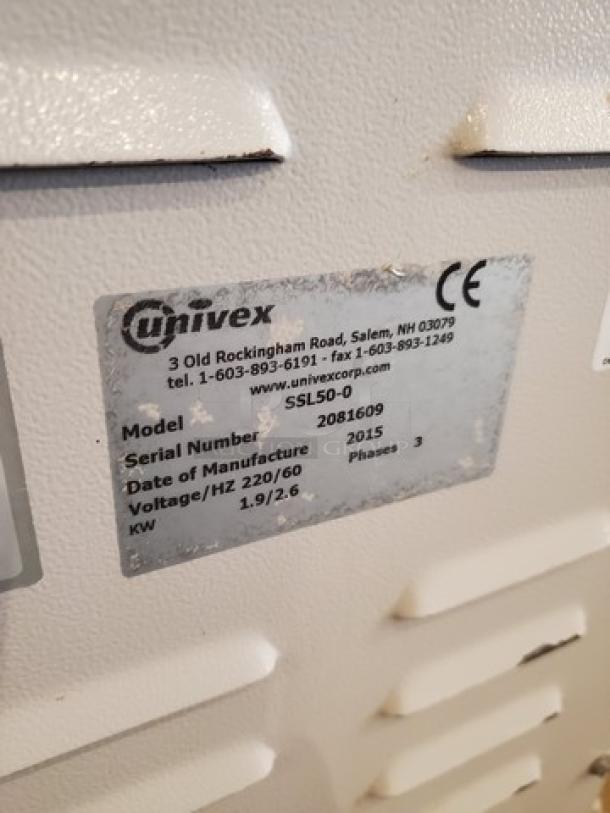 univex
CE
3 Old Rockingham Road, Salem, NH 03079
tel. 1-603-893-6191 - fax 1-603-893-1249
www.univexcorp.com
Model SSL50-0
Serial Number 2081609
Date of Manufacture 2015
Voltage/HZ 220/60 Phases 3
KW 1.9/2.6